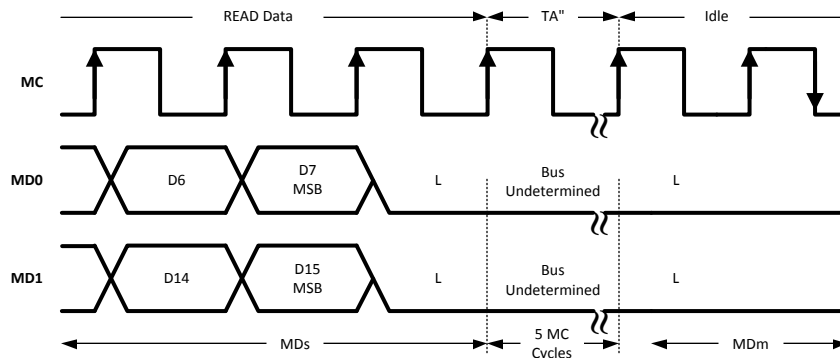 READ Data TA" Idle
MC
MD0 D6 D7 L Bus L
MSB Undetermined
MD1 D14 D15 L Bus L
MSB Undetermined
MDs 5 MC MDm
Cycles